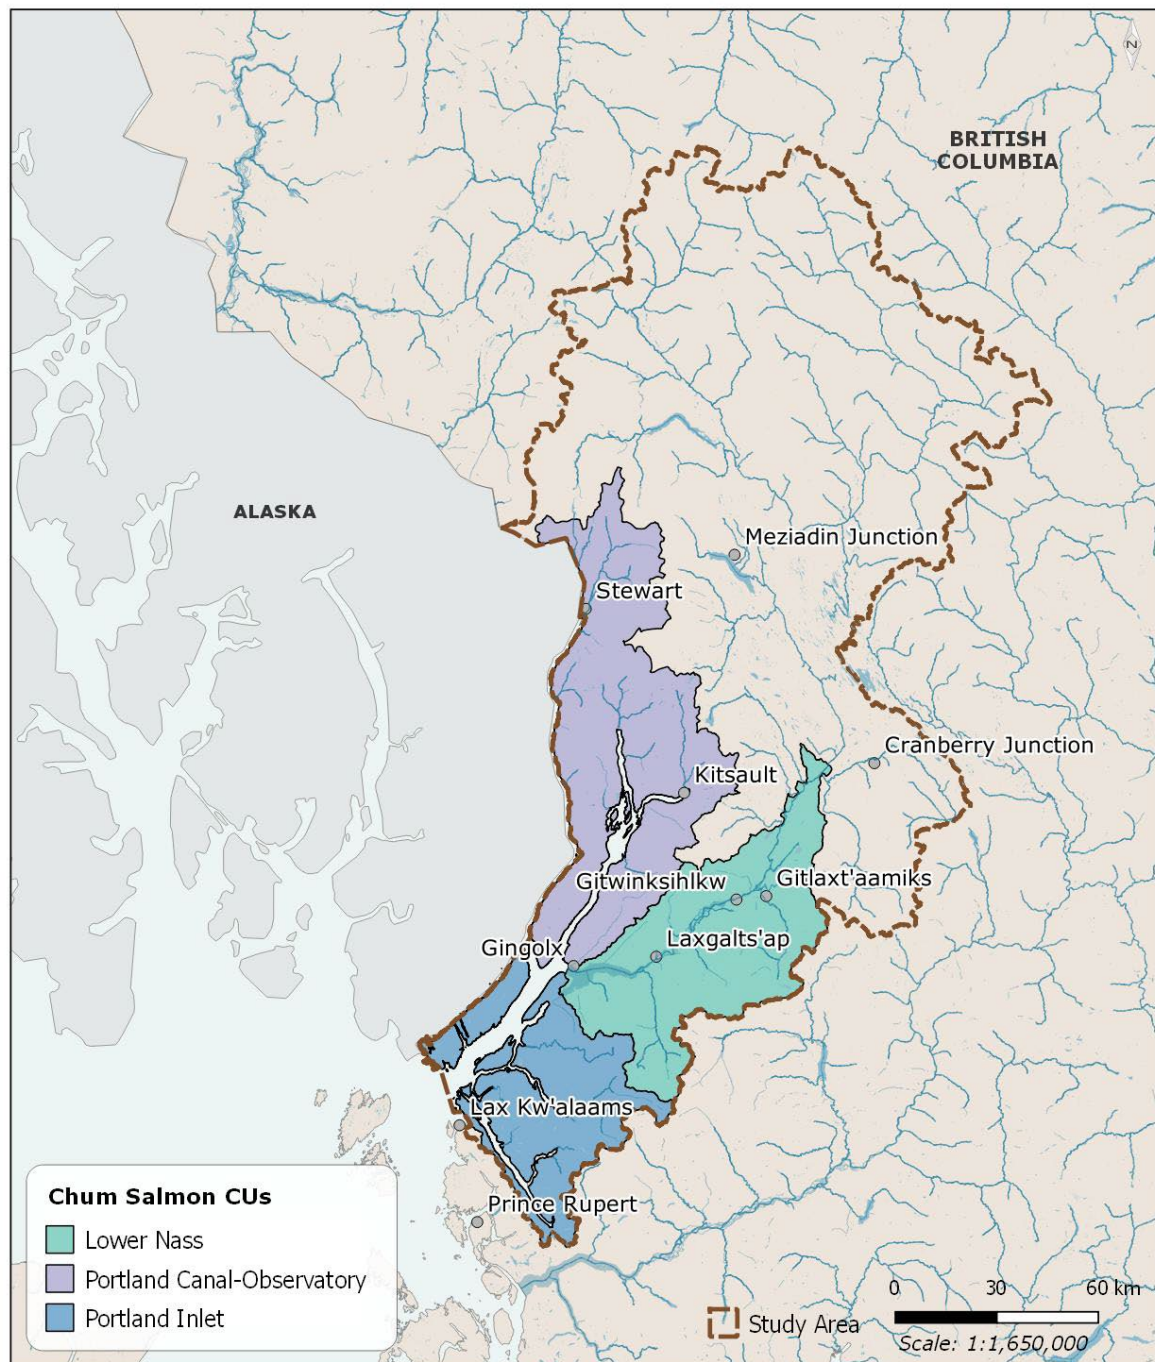 N
BRITISH
COLUMBIA
ALASKA
Meziadin Junction
Stewart
Cranberry Junction
Kitsault
Gitwinksihlkw
Gitlaxt'aamiks
Laxgalts'ap
Gingolx
Lax Kw'alaams
Prince Rupert
Chum Salmon CUs
Lower Nass
Portland Canal-Observatory
Portland Inlet
0 30 60 km
Study Area
Scale: 1:1,650,000